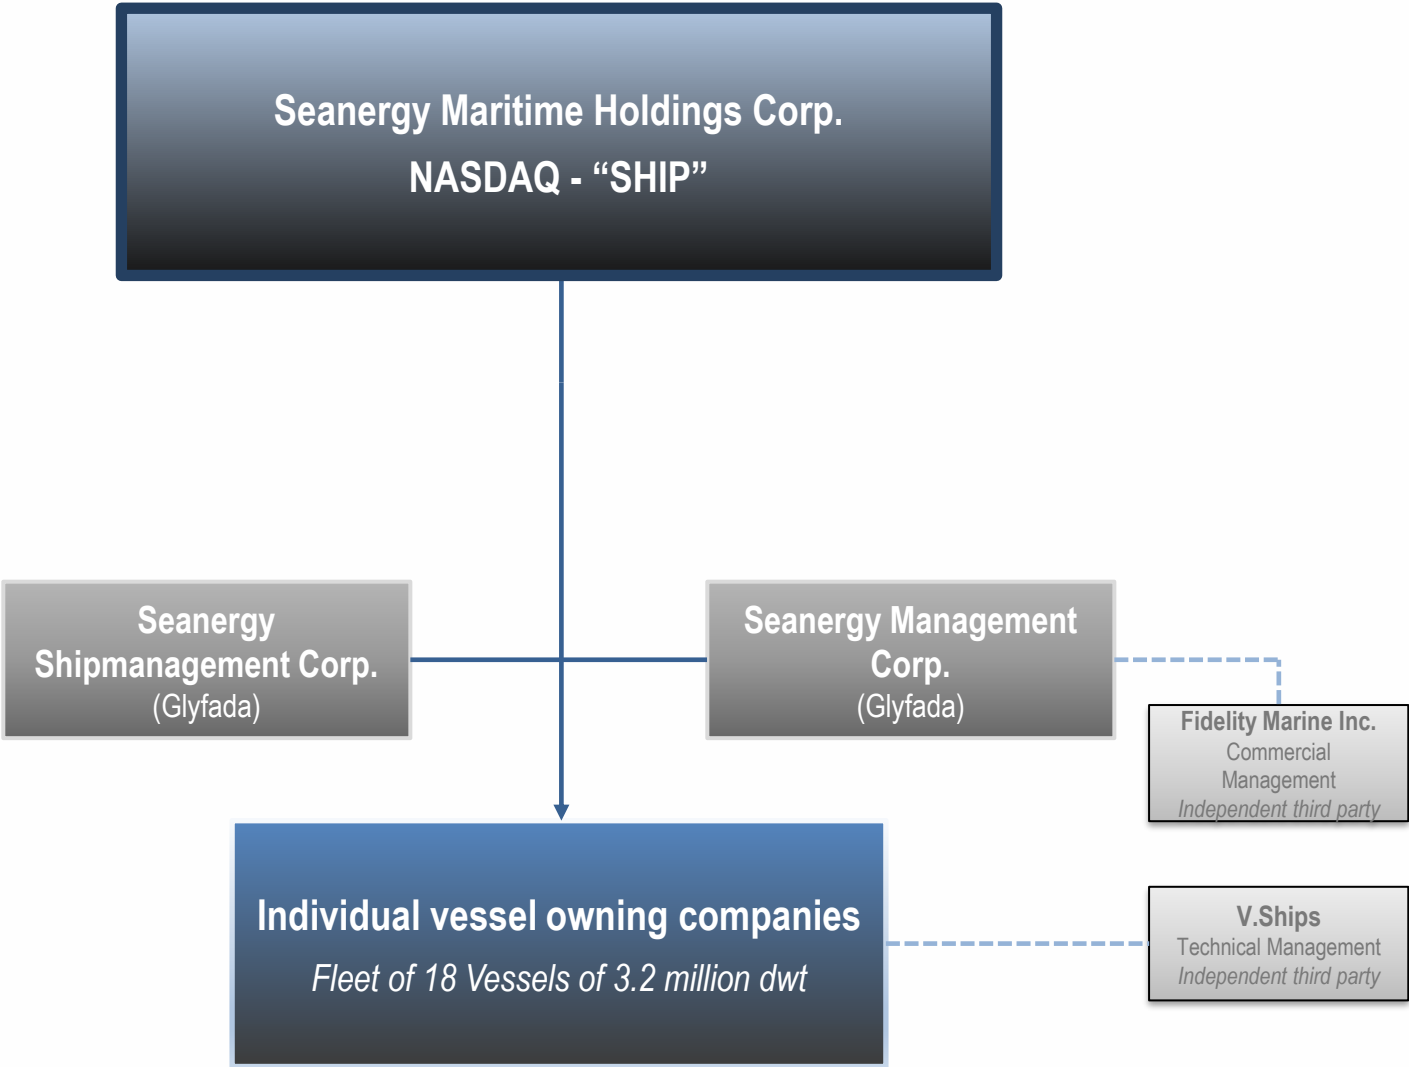 Seanergy Maritime Holdings Corp.
NASDAQ - “SHIP”
Seanergy
Shipmanagement Corp.
(Glyfada)
Seanergy Management
Corp.
(Glyfada)
Fidelity Marine Inc.
Commercial
Management
Independent third party
Individual vessel owning companies
Fleet of 18 Vessels of 3.2 million dwt
V.Ships
Technical Management
Independent third party